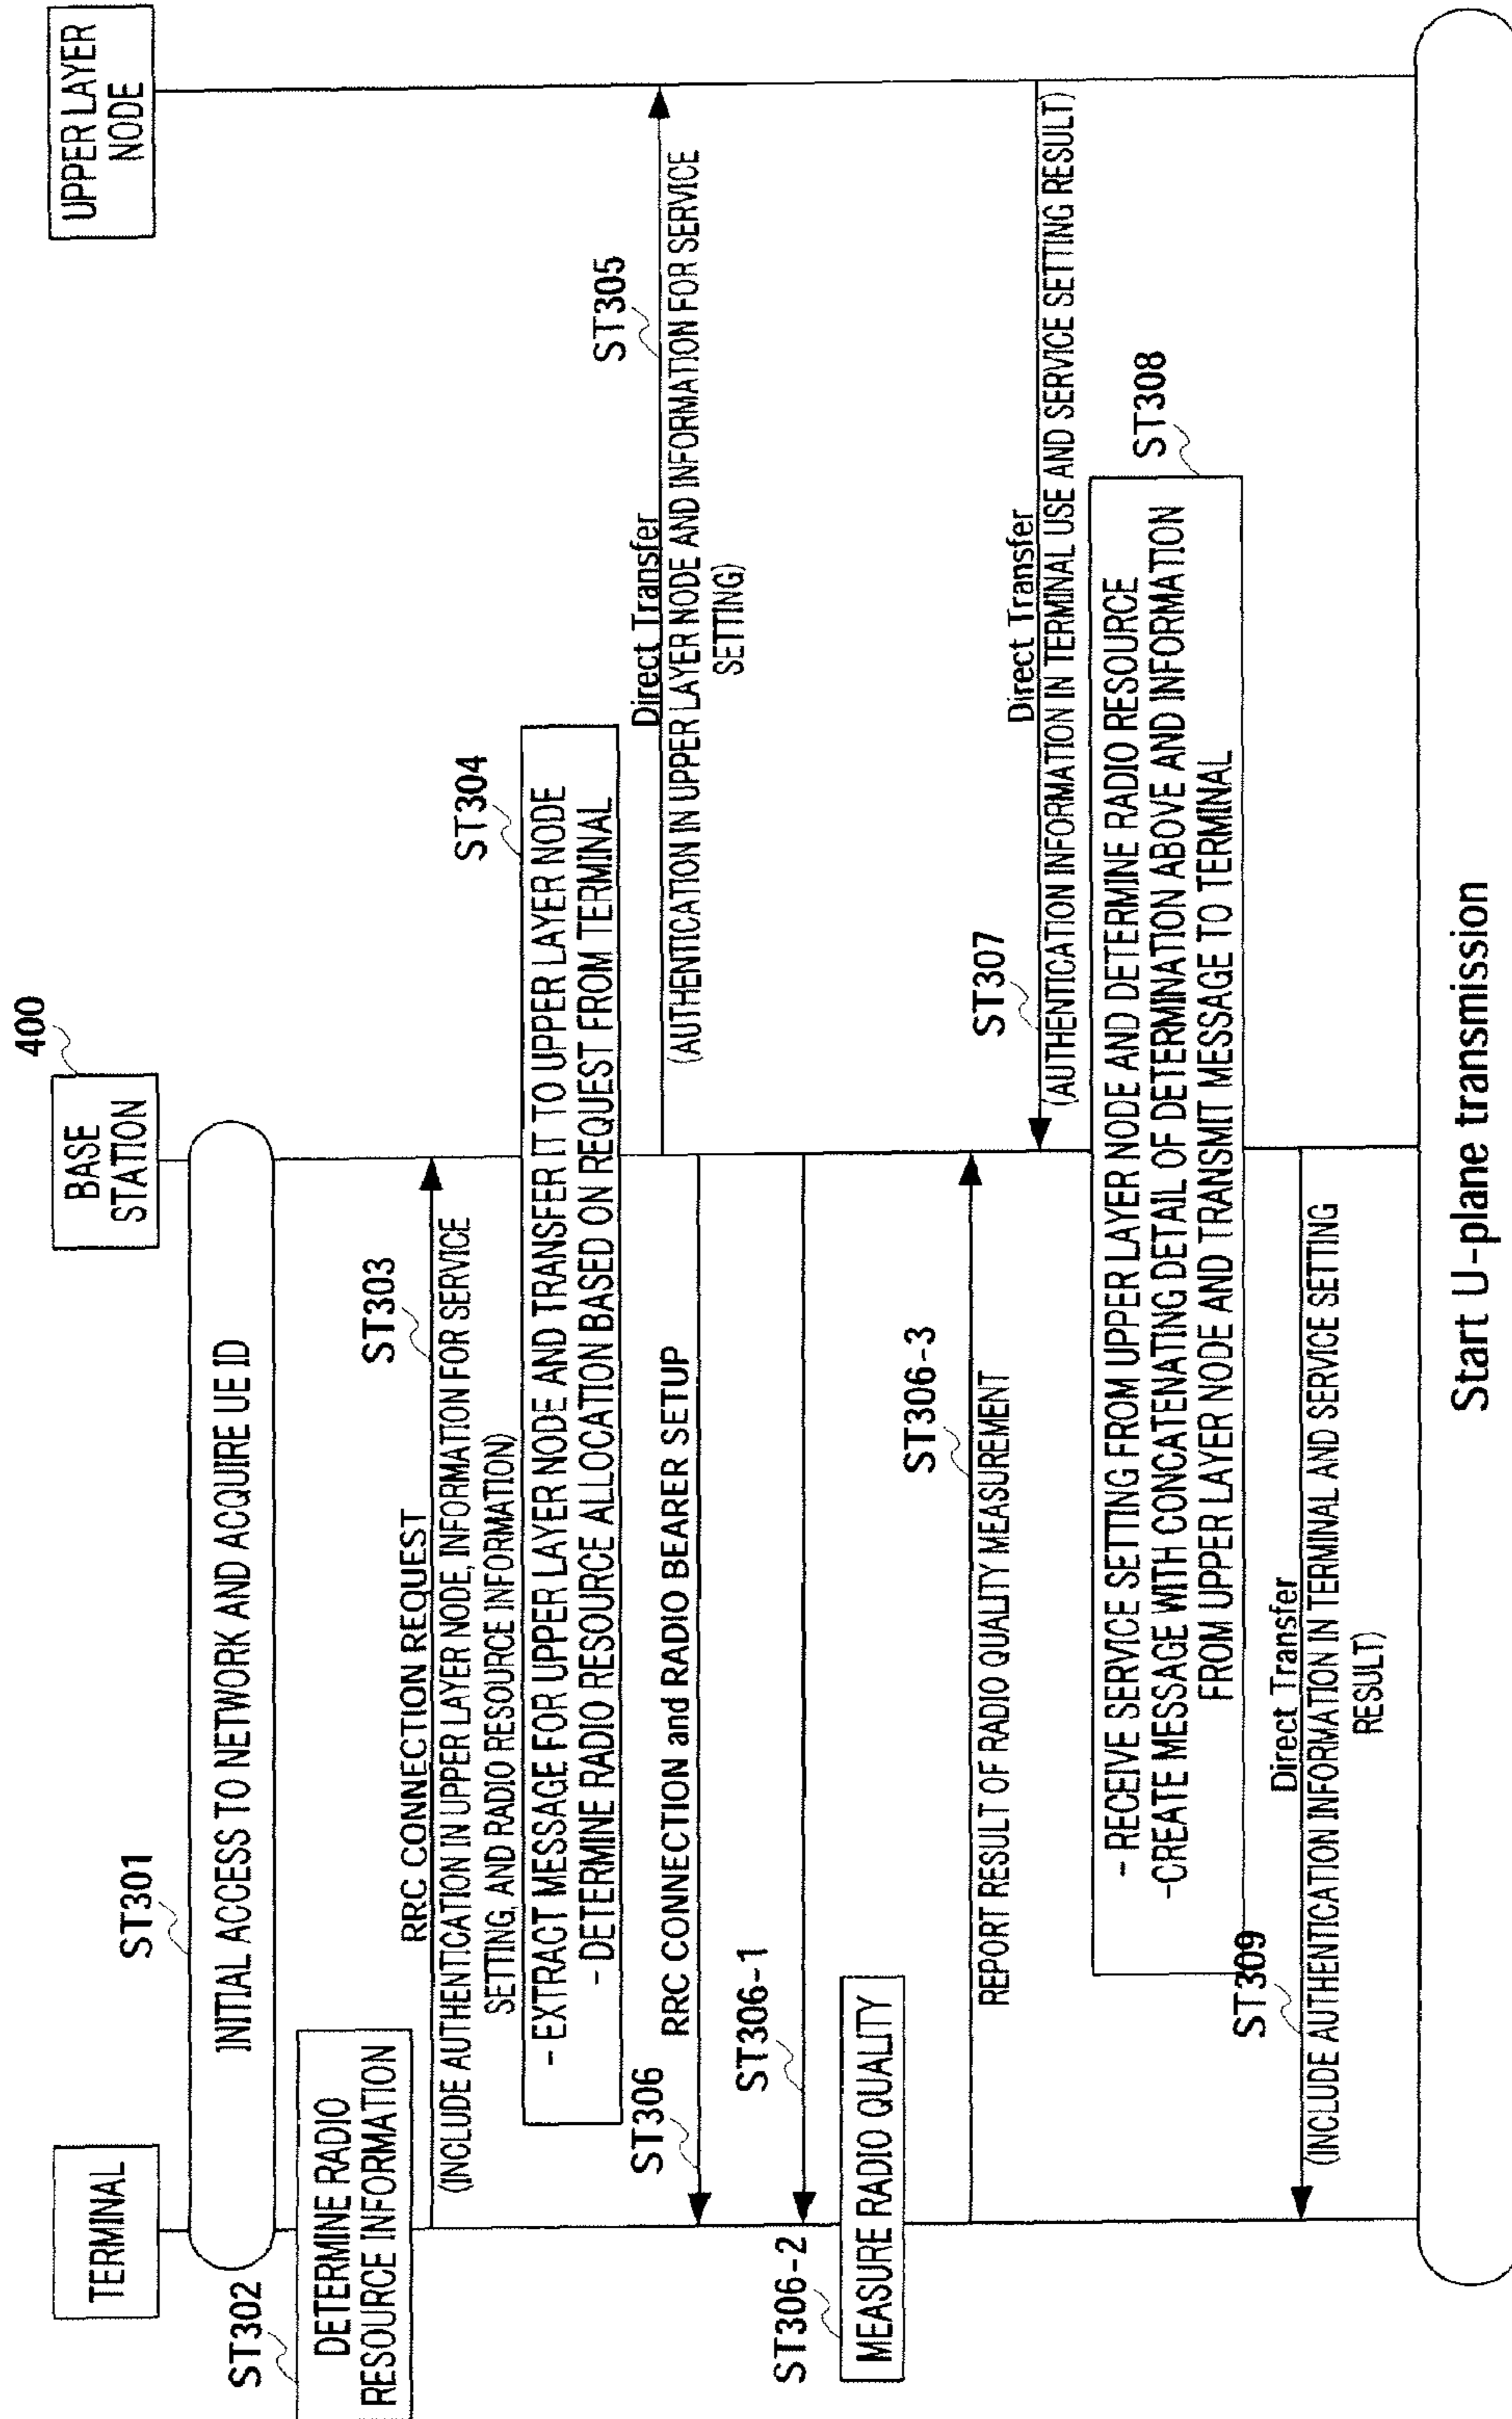 TERMINAL
BASE
STATION
400
UPPER LAYER
NODE
ST301
INITIAL ACCESS TO NETWORK AND ACQUIRE UE ID
ST302
DETERMINE RADIO
RESOURCE INFORMATION
ST303
RRC CONNECTION REQUEST
(INCLUDE AUTHENTICATION IN UPPER LAYER NODE, INFORMATION FOR SERVICE
SETTING, AND RADIO RESOURCE INFORMATION)
ST304
- EXTRACT MESSAGE FOR UPPER LAYER NODE AND TRANSFER IT TO UPPER LAYER NODE
- DETERMINE RADIO RESOURCE ALLOCATION BASED ON REQUEST FROM TERMINAL
ST305
Direct Transfer
(AUTHENTICATION IN UPPER LAYER NODE AND INFORMATION FOR SERVICE
SETTING)
ST306
RRC CONNECTION and RADIO BEARER SETUP
ST306-1
ST306-2
MEASURE RADIO QUALITY
ST306-3
REPORT RESULT OF RADIO QUALITY MEASUREMENT
ST307
Direct Transfer
(AUTHENTICATION INFORMATION IN TERMINAL USE AND SERVICE SETTING RESULT)
ST308
- RECEIVE SERVICE SETTING FROM UPPER LAYER NODE AND DETERMINE RADIO RESOURCE
-CREATE MESSAGE WITH CONCATENATING DETAIL OF DETERMINATION ABOVE AND INFORMATION
FROM UPPER LAYER NODE AND TRANSMIT MESSAGE TO TERMINAL
ST309
Direct Transfer
(INCLUDE AUTHENTICATION INFORMATION IN TERMINAL AND SERVICE SETTING
RESULT)
Start U-plane transmission